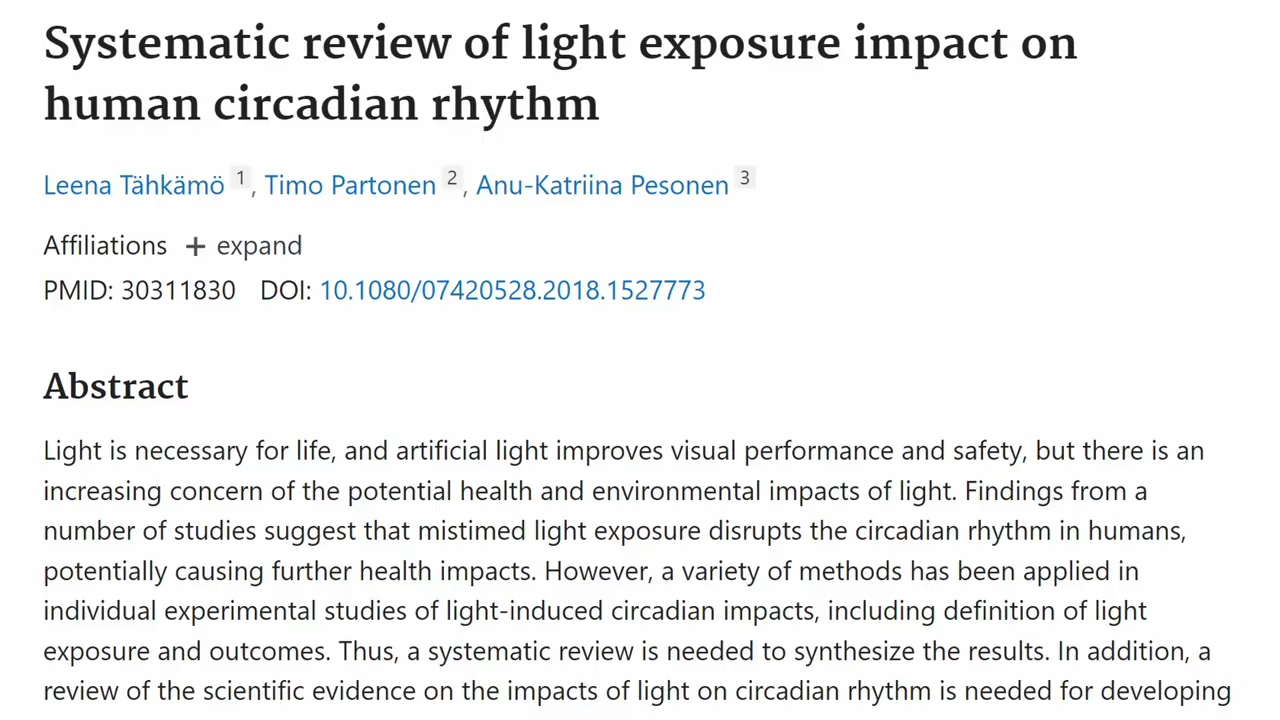 Systematic review of light exposure impact on
human circadian rhythm
Leena Tähkämö 1, Timo Partonen 2, Anu-Katriina Pesonen 3
Affiliations + expand
PMID: 30311830 DOI: 10.1080/07420528.2018.1527773
Abstract
Light is necessary for life, and artificial light improves visual performance and safety, but there is an
increasing concern of the potential health and environmental impacts of light. Findings from a
number of studies suggest that mistimed light exposure disrupts the circadian rhythm in humans,
potentially causing further health impacts. However, a variety of methods has been applied in
individual experimental studies of light-induced circadian impacts, including definition of light
exposure and outcomes. Thus, a systematic review is needed to synthesize the results. In addition, a
review of the scientific evidence on the impacts of light on circadian rhythm is needed for developing